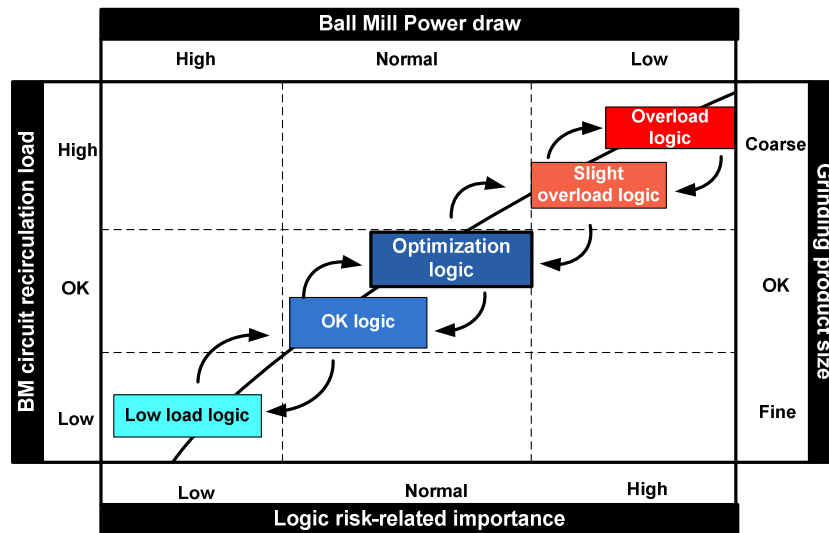 Ball Mill Power draw
High
Normal
Low
BM circuit recirculation load
High
OK
Low
Overload
logic
Slight
overload logic
Optimization
logic
OK logic
Low load logic
Coarse
OK
Fine
Grinding product size
Low
Normal
High
Logic risk-related importance